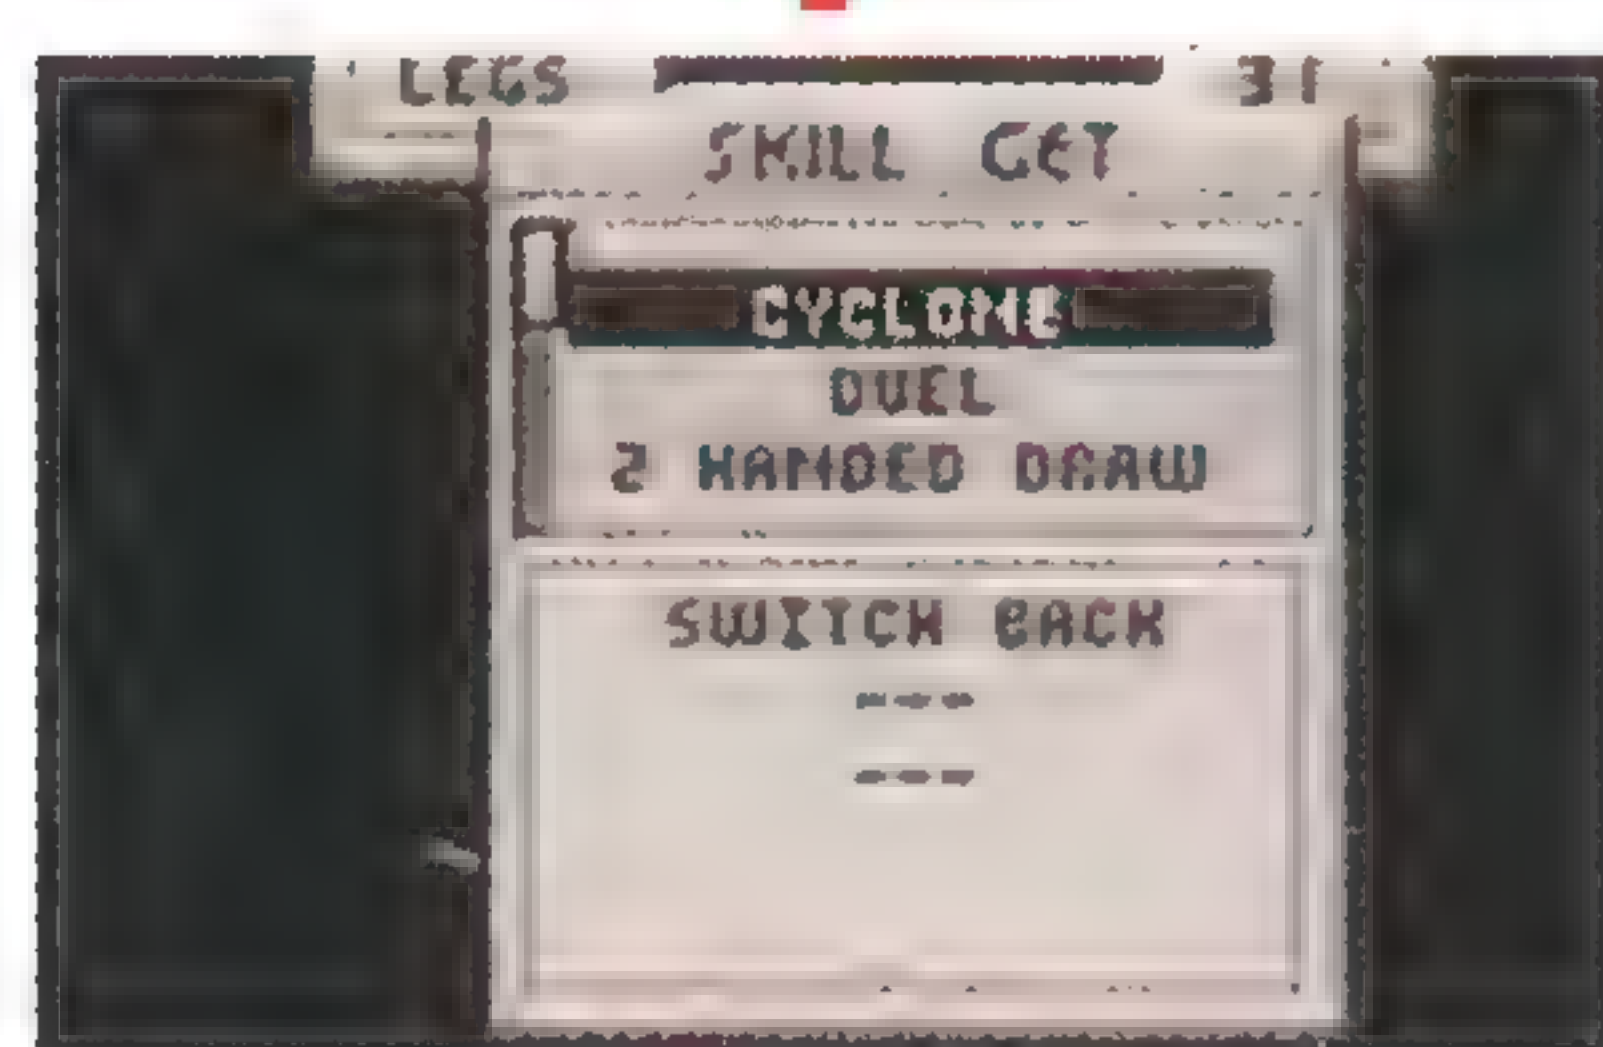 LEGS 31
SKILL GET
CYCLONE
DUEL
2 HANDED DRAW
SWITCH BACK
---
---